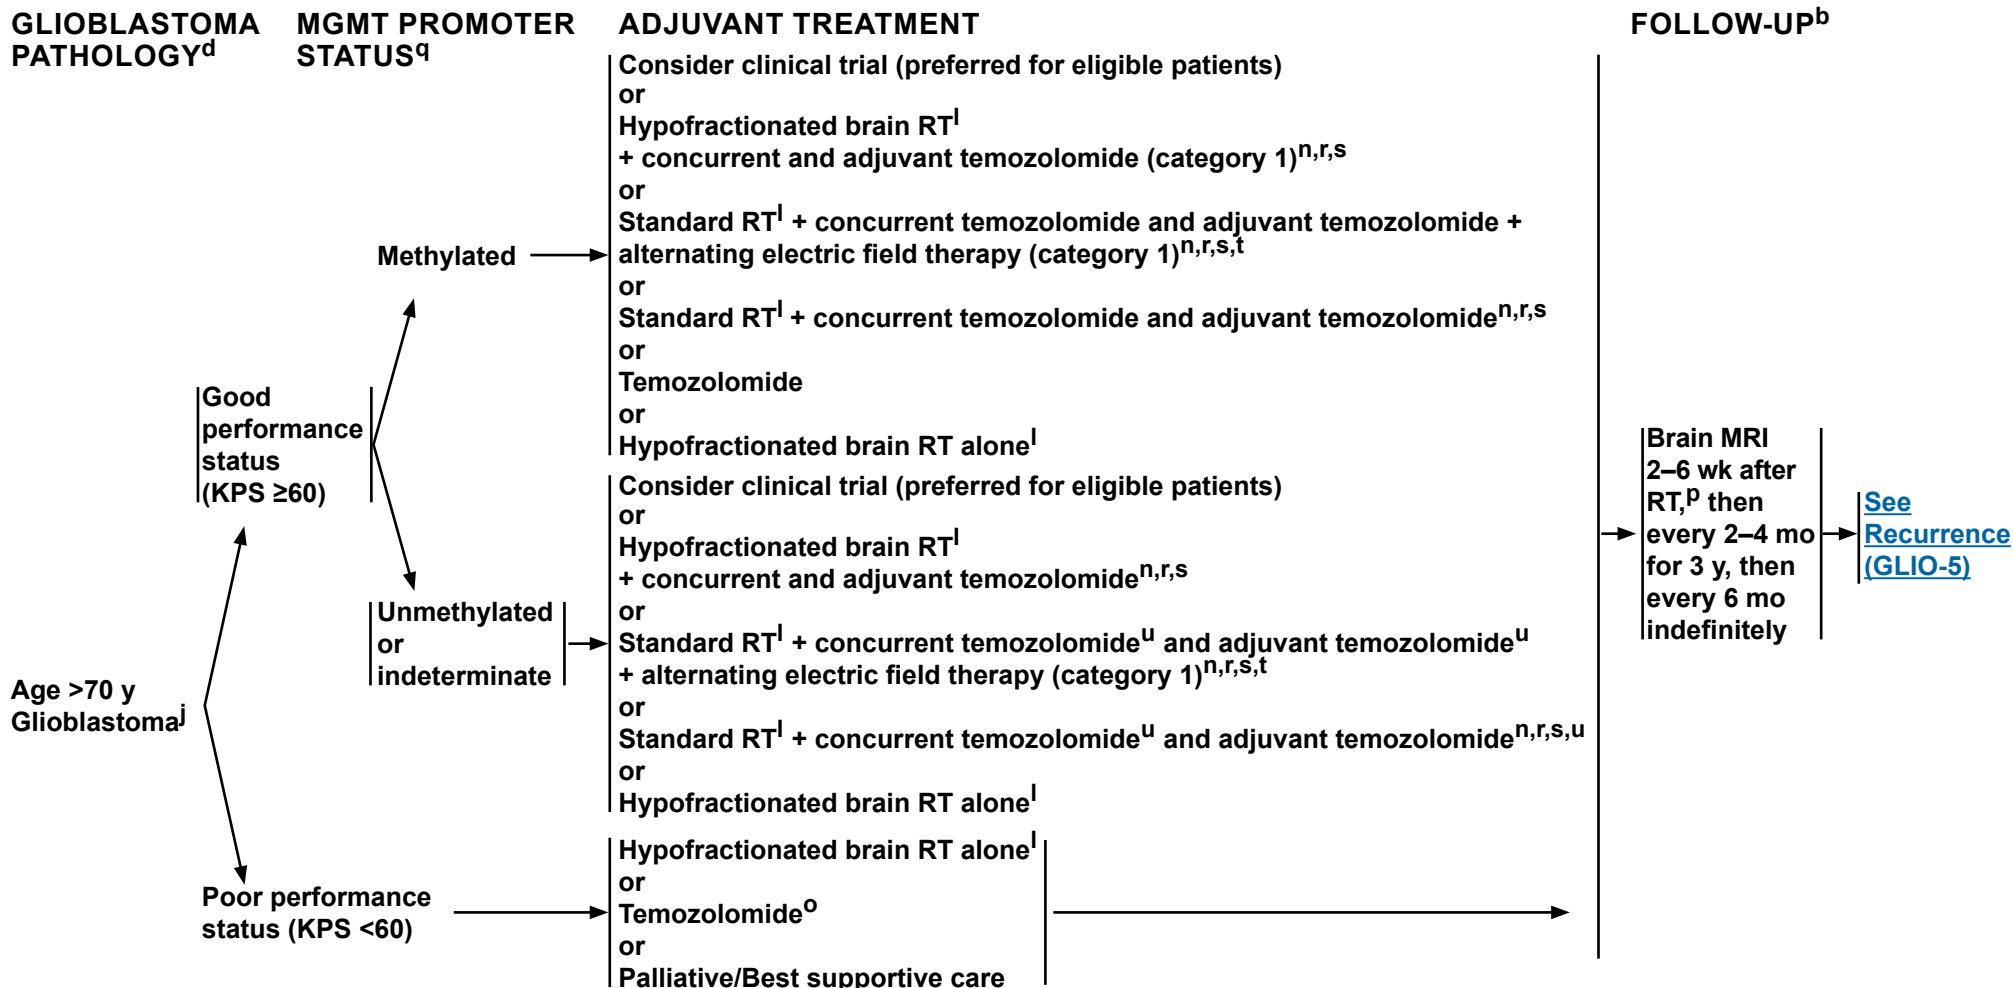 GLIOBLASTOMA
PATHOLOGYd
MGMT PROMOTER
STATUSq
ADJUVANT TREATMENT
FOLLOW-UPb
Age >70 y
Glioblastomaj
Good
performance
status
(KPS ≥60)
Methylated
Consider clinical trial (preferred for eligible patients)
or
Hypofractionated brain RTl
+ concurrent and adjuvant temozolomide (category 1)n,r,s
or
Standard RTl + concurrent temozolomide and adjuvant temozolomide +
alternating electric field therapy (category 1)n,r,s,t
or
Standard RTl + concurrent temozolomide and adjuvant temozolomiden,r,s
or
Temozolomide
or
Hypofractionated brain RT alonel
Unmethylated
or
indeterminate
Consider clinical trial (preferred for eligible patients)
or
Hypofractionated brain RTl
+ concurrent and adjuvant temozolomiden,r,s
or
Standard RTl + concurrent temozolomideu and adjuvant temozolomideu
+ alternating electric field therapy (category 1)n,r,s,t
or
Standard RTl + concurrent temozolomideu and adjuvant temozolomiden,r,s,u
or
Hypofractionated brain RT alonel
Poor performance
status (KPS <60)
Hypofractionated brain RT alonel
or
Temozolomideo
or
Palliative/Best supportive care
Brain MRI
2–6 wk after
RT,p then
every 2–4 mo
for 3 y, then
every 6 mo
indefinitely
See
Recurrence
(GLIO-5)